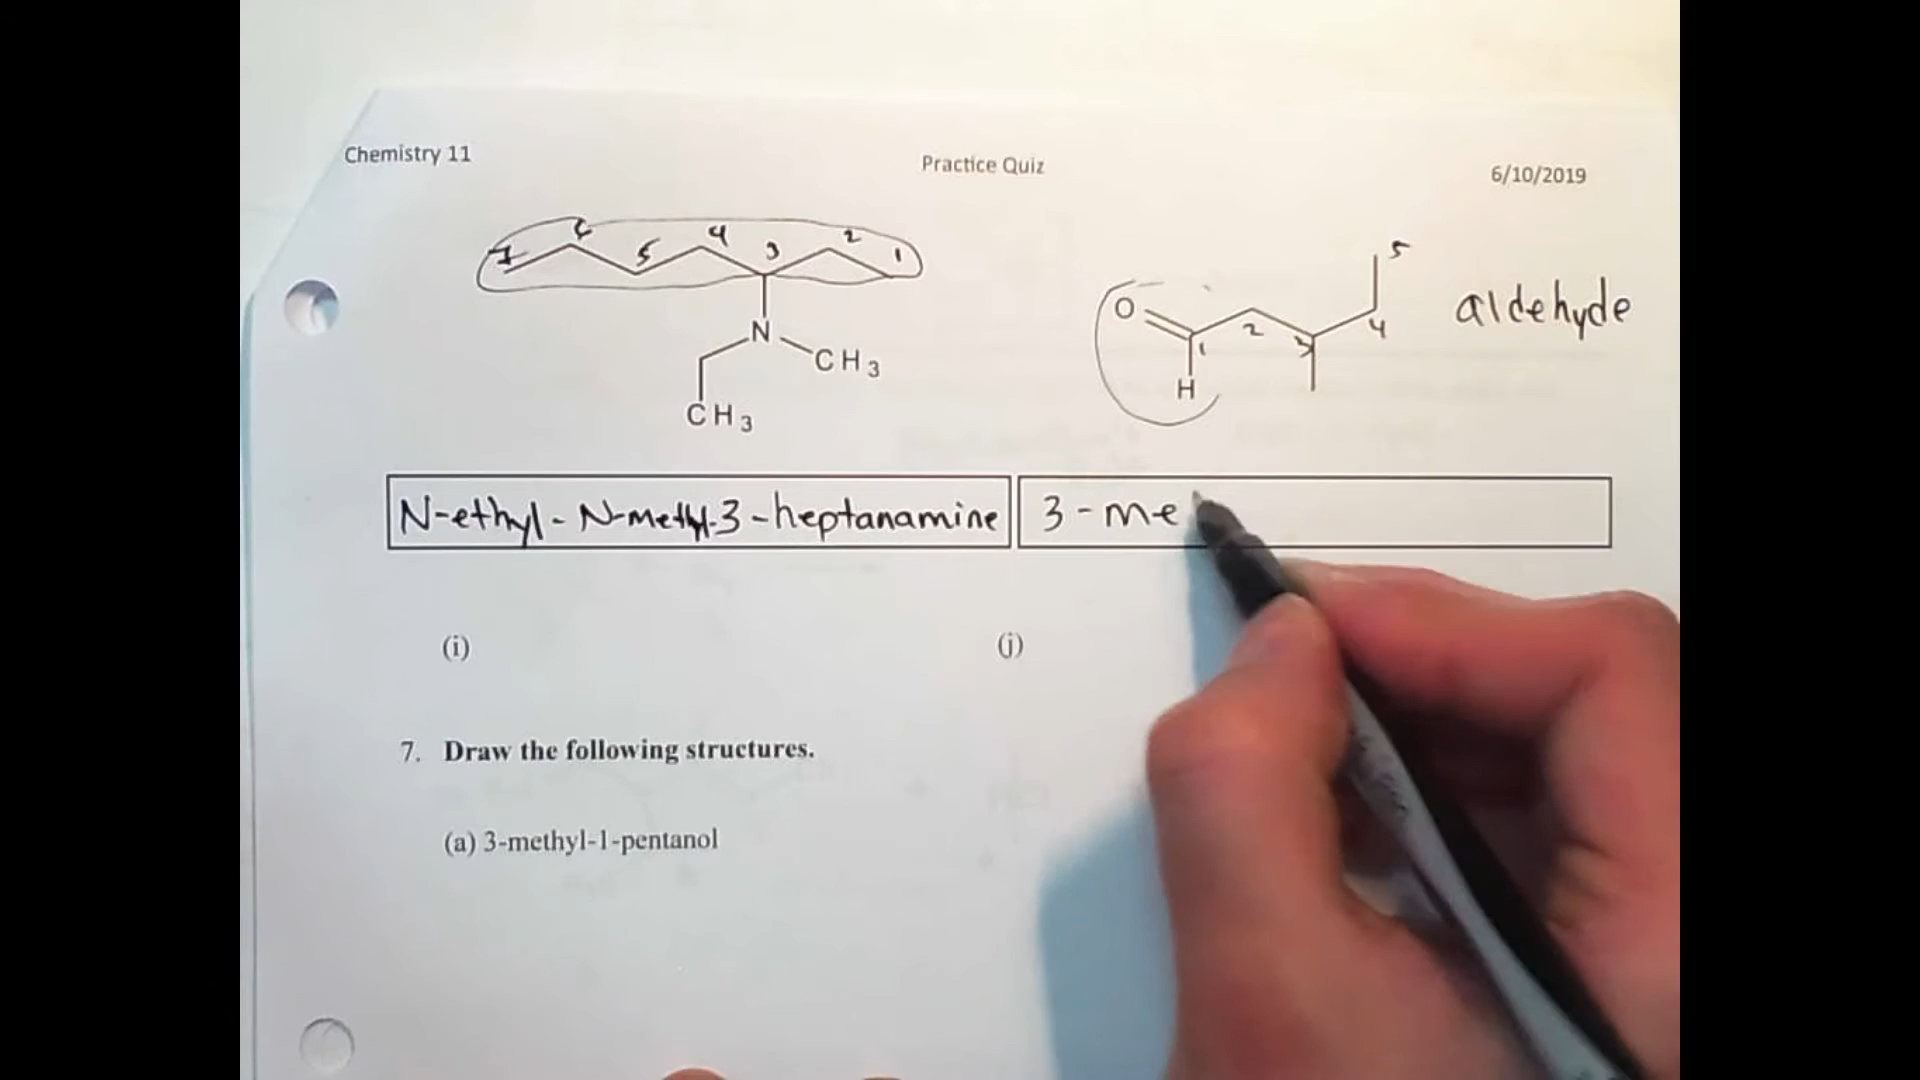 Chemistry 11
Practice Quiz
6/10/2019
7 6 5 4 3 2 1
N
CH3
CH3
5
O
aldehyde
1 2 3 4
H
N-ethyl-N-methyl-3-heptanamine
3-me
(i)
(j)
7. Draw the following structures.
(a) 3-methyl-1-pentanol